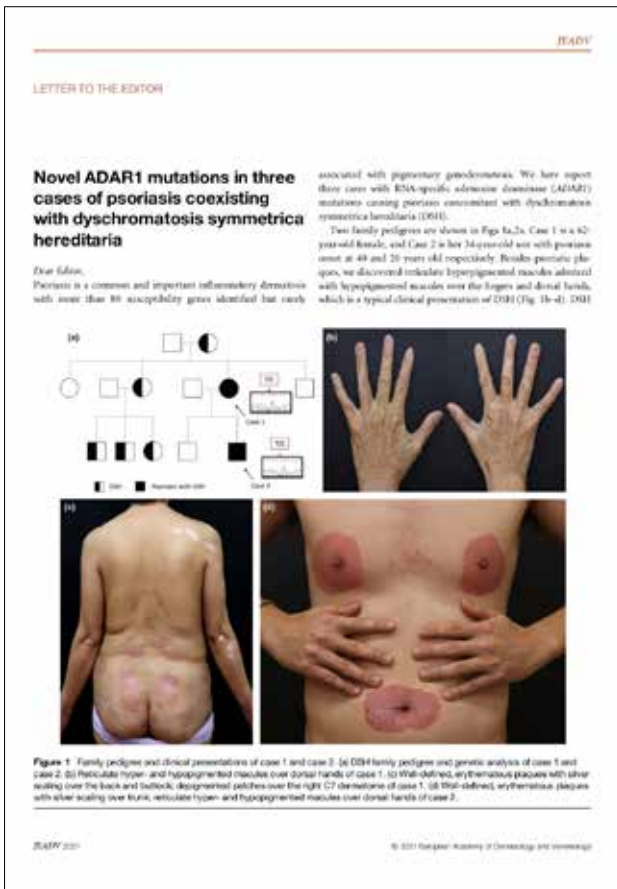 JEADV
LETTER TO THE EDITOR
Novel ADAR1 mutations in three
cases of psoriasis coexisting
with dyschromatosis symmetrica
hereditaria
Dear Editor,
Psoriasis is a common and important inflammatory dermatosis
with more than 80 susceptibility genes identified but rarely
associated with pigmentary genodermatosis. We here report
three cases with RNA-specific adenosine deaminase (ADAR1)
mutations causing psoriasis concomitant with dyschromatosis
symmetrica hereditaria (DSH).
Two family pedigrees are shown in Figs 1a,2a. Case 1 is a 62-
year-old female, and Case 2 is her 34-year-old son with psoriasis
onset at 40 and 20 years old respectively. Besides psoriatic pla-
ques, we discovered reticulate hyperpigmented macules admixed
with hypopigmented macules over the fingers and dorsal hands,
which is a typical clinical presentation of DSH (Fig. 1b–d). DSH
(a)
Case 1
Case 2
DSH
Psoriasis with DSH
(b)
(c)
(d)
Figure 1 Family pedigree and clinical presentations of case 1 and case 2. (a) DSH family pedigree and genetic analysis of case 1 and
case 2. (b) Reticulate hyper- and hypopigmented macules over dorsal hands of case 1. (c) Well-defined, erythematous plaques with silver
scaling over the back and buttock; depigmented patches over the right C7 dermatome of case 1. (d) Well-defined, erythematous plaques
with silver scaling over trunk; reticulate hyper- and hypopigmented macules over dorsal hands of case 2.
JEADV 2021
© 2021 European Academy of Dermatology and Venereology